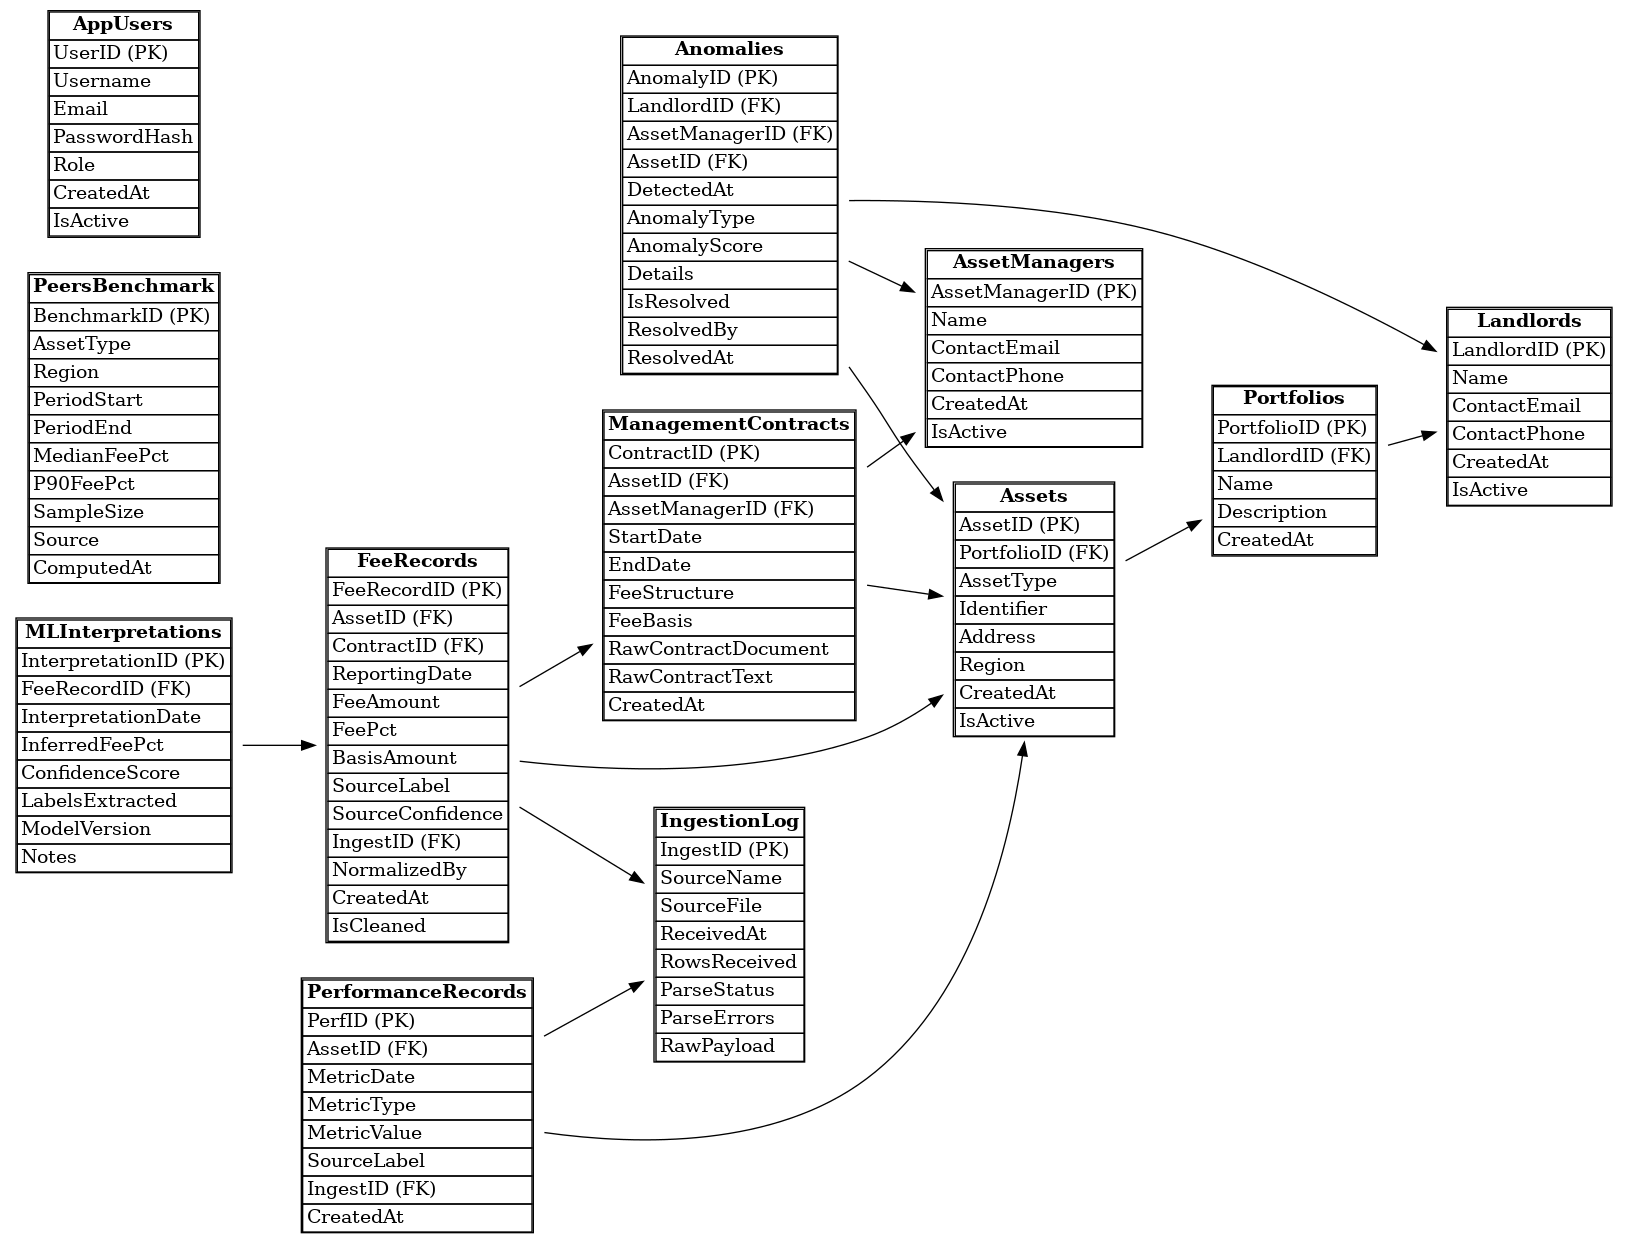 AppUsers
UserID (PK)
Username
Email
PasswordHash
Role
CreatedAt
IsActive
PeersBenchmark
BenchmarkID (PK)
AssetType
Region
PeriodStart
PeriodEnd
MedianFeePct
P90FeePct
SampleSize
Source
ComputedAt
MLInterpretations
InterpretationID (PK)
FeeRecordID (FK)
InterpretationDate
InferredFeePct
ConfidenceScore
LabelsExtracted
ModelVersion
Notes
FeeRecords
FeeRecordID (PK)
AssetID (FK)
ContractID (FK)
ReportingDate
FeeAmount
FeePct
BasisAmount
SourceLabel
SourceConfidence
IngestID (FK)
NormalizedBy
CreatedAt
IsCleaned
PerformanceRecords
PerfID (PK)
AssetID (FK)
MetricDate
MetricType
MetricValue
SourceLabel
IngestID (FK)
CreatedAt
Anomalies
AnomalyID (PK)
LandlordID (FK)
AssetManagerID (FK)
AssetID (FK)
DetectedAt
AnomalyType
AnomalyScore
Details
IsResolved
ResolvedBy
ResolvedAt
ManagementContracts
ContractID (PK)
AssetID (FK)
AssetManagerID (FK)
StartDate
EndDate
FeeStructure
FeeBasis
RawContractDocument
RawContractText
CreatedAt
IngestionLog
IngestID (PK)
SourceName
SourceFile
ReceivedAt
RowsReceived
ParseStatus
ParseErrors
RawPayload
AssetManagers
AssetManagerID (PK)
Name
ContactEmail
ContactPhone
CreatedAt
IsActive
Assets
AssetID (PK)
PortfolioID (FK)
AssetType
Identifier
Address
Region
CreatedAt
IsActive
Portfolios
PortfolioID (PK)
LandlordID (FK)
Name
Description
CreatedAt
Landlords
LandlordID (PK)
Name
ContactEmail
ContactPhone
CreatedAt
IsActive